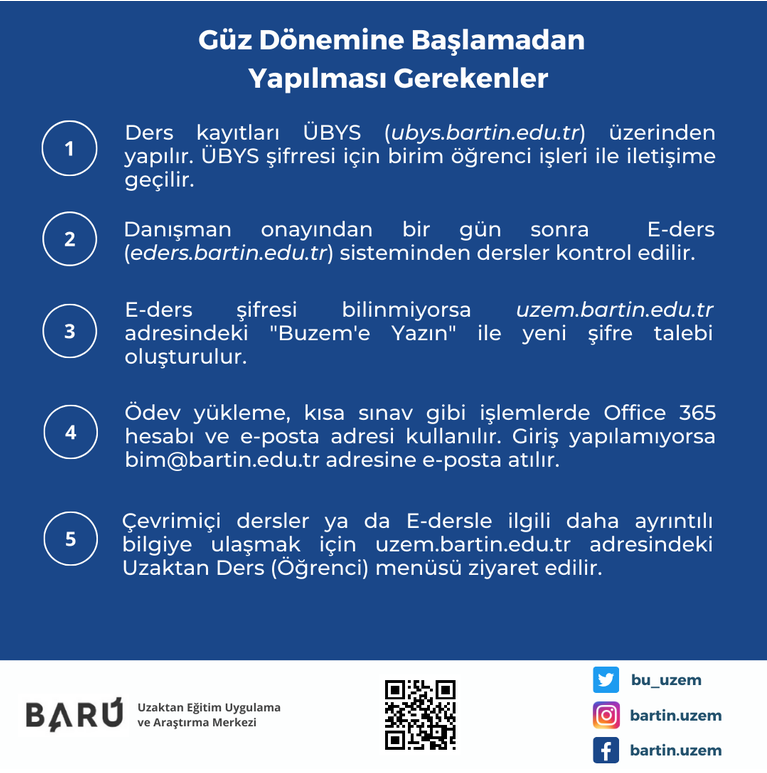 Güz Dönemine Başlamadan
Yapılması Gerekenler
1
Ders kayıtları ÜBYS (ubys.bartin.edu.tr) üzerinden
yapılır. ÜBYS şifrresi için birim öğrenci işleri ile iletişime
geçilir.
2
Danışman onayından bir gün sonra E-ders
(eders.bartin.edu.tr) sisteminden dersler kontrol edilir.
3
E-ders şifresi bilinmiyorsa uzem.bartin.edu.tr
adresindeki "Buzem'e Yazın" ile yeni şifre talebi
oluşturulur.
4
Ödev yükleme, kısa sınav gibi işlemlerde Office 365
hesabı ve e-posta adresi kullanılır. Giriş yapılamıyorsa
bim@bartin.edu.tr adresine e-posta atılır.
5
Çevrimiçi dersler ya da E-dersle ilgili daha ayrıntılı
bilgiye ulaşmak için uzem.bartin.edu.tr adresindeki
Uzaktan Ders (Öğrenci) menüsü ziyaret edilir.
BARÜ
Uzaktan Eğitim Uygulama
ve Araştırma Merkezi
bu_uzem
bartin.uzem
bartin.uzem